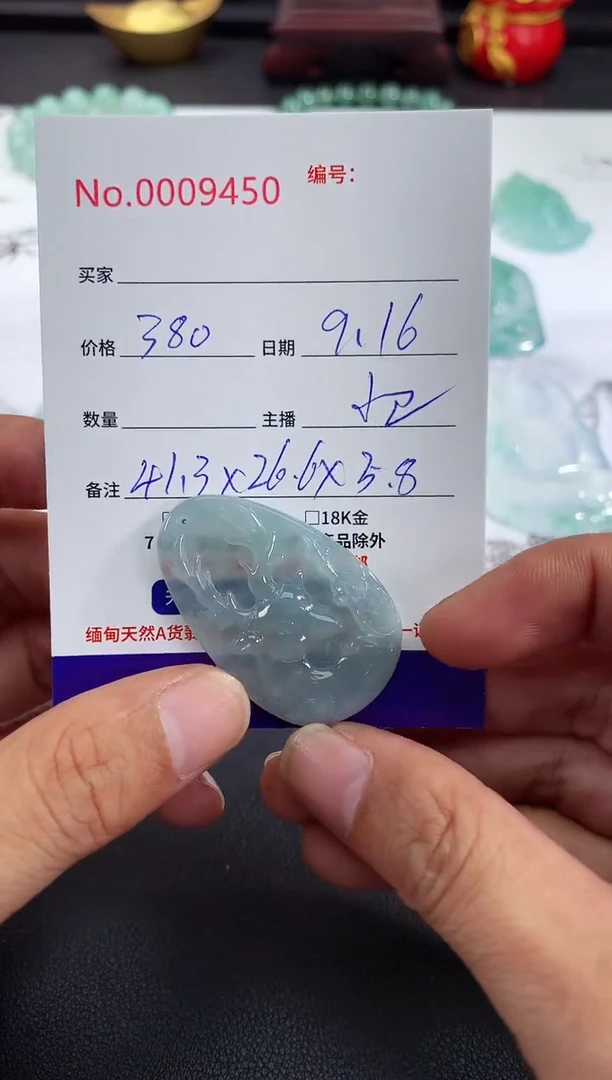 No.0009450 编号：
买家
价格 380 日期 9.16
数量 主播
备注 41.3×26.6×5.8
□18K金
7 品除外
缅甸天然A货翡